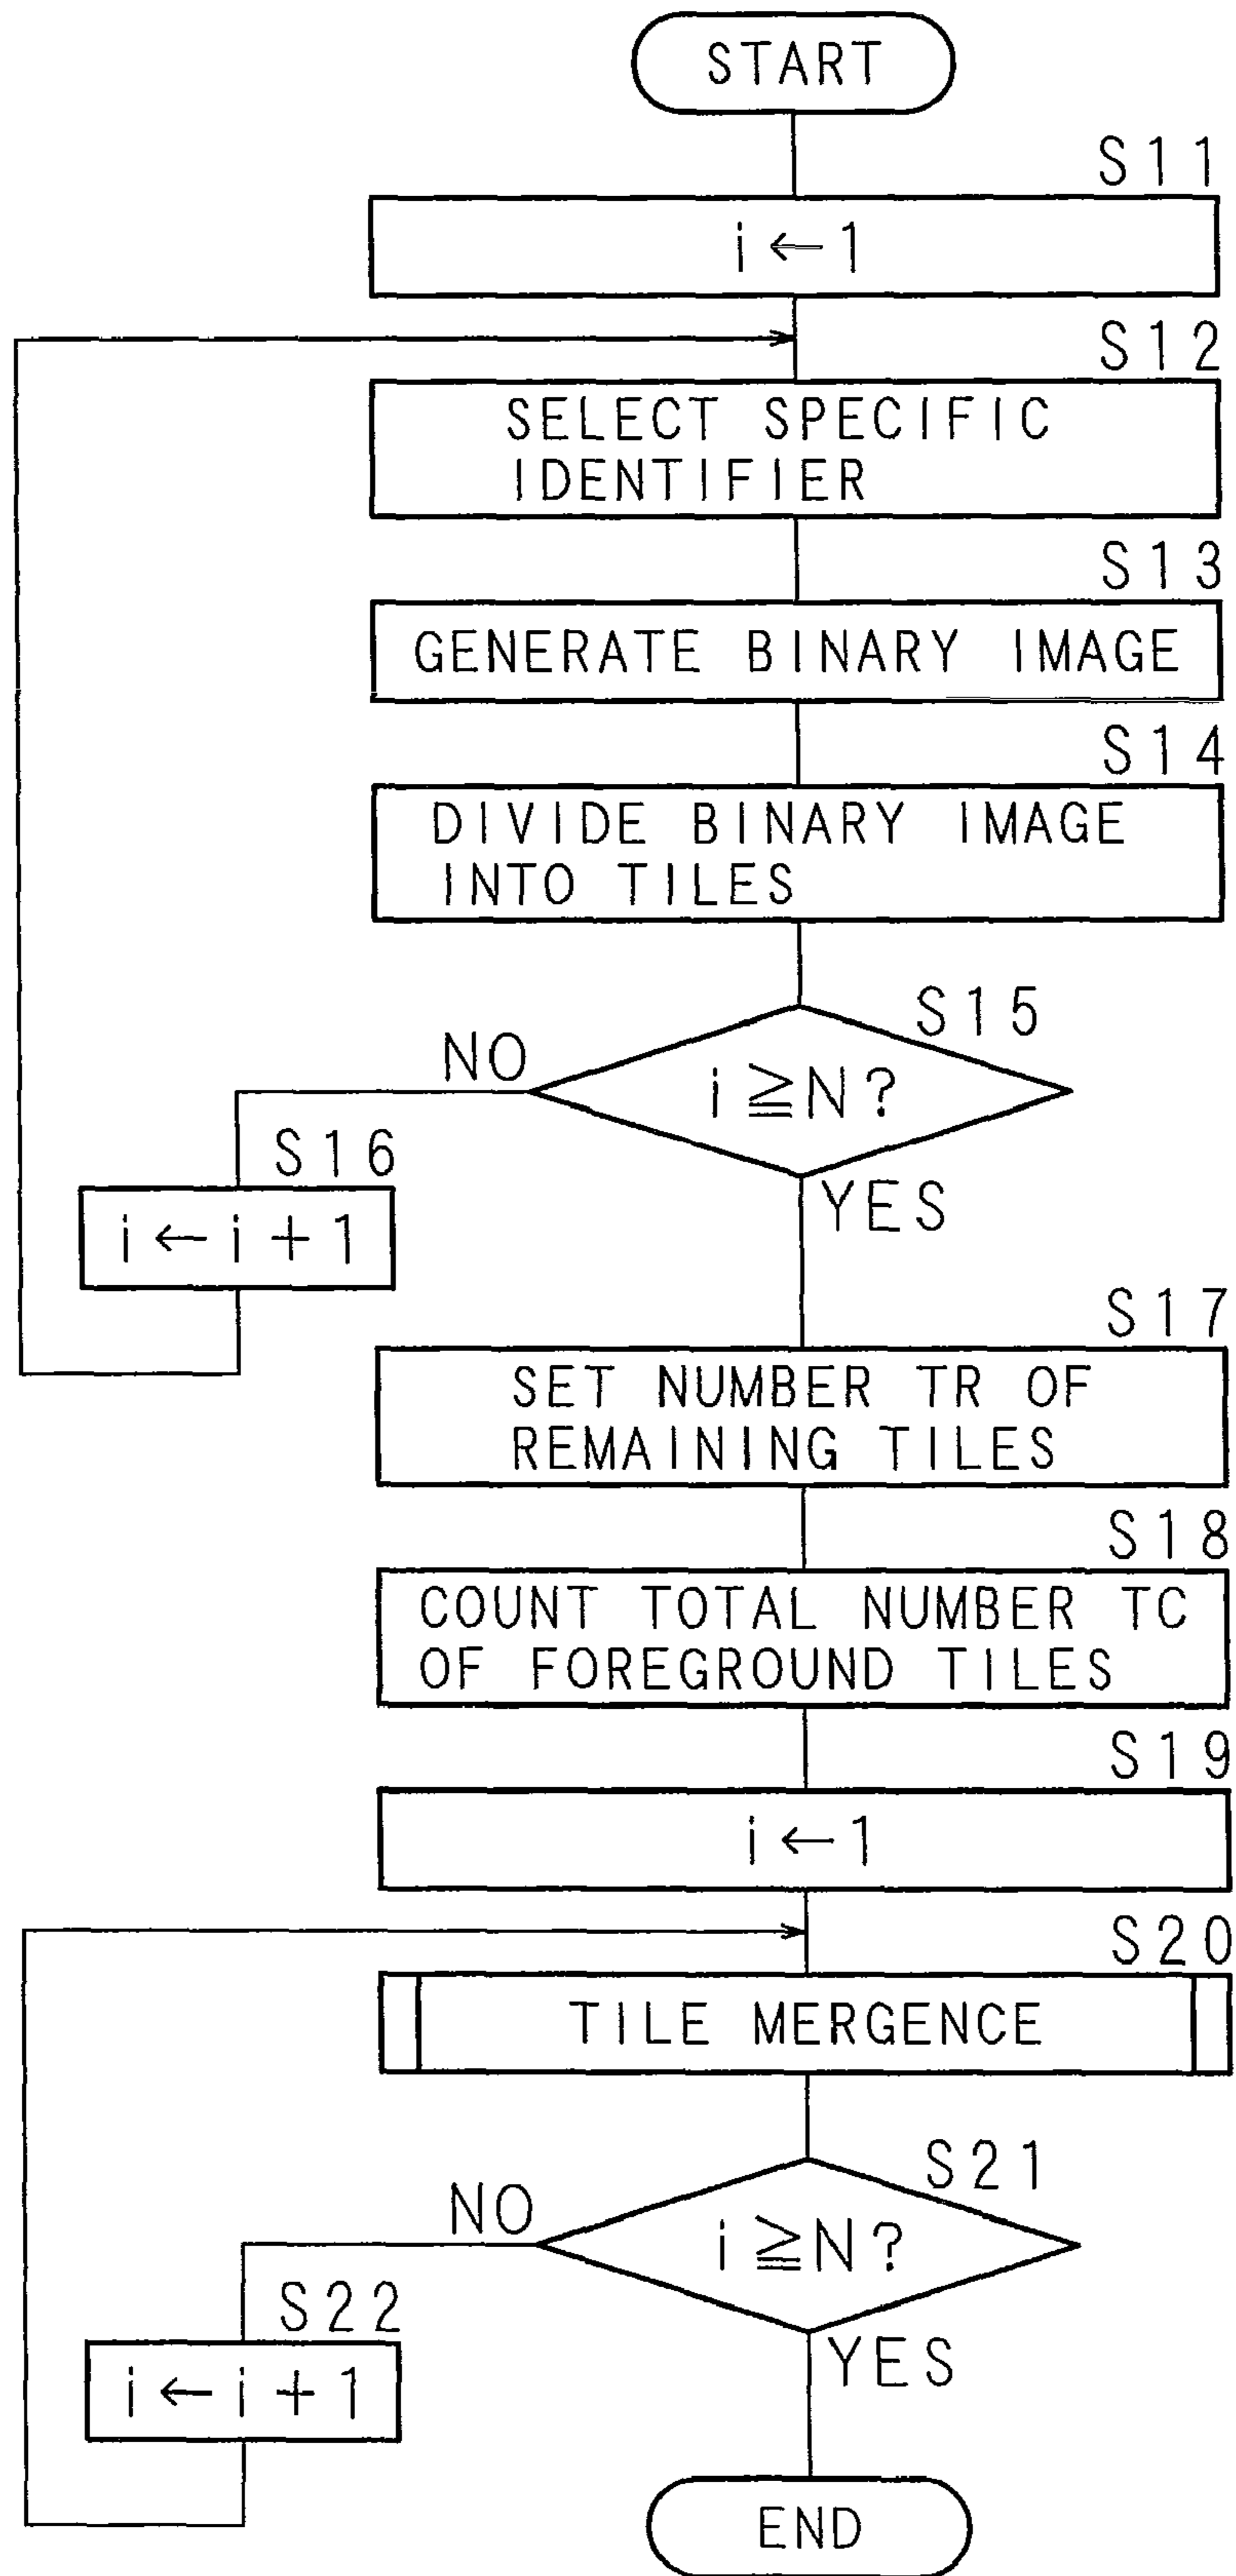 START
S11
i ← 1
S12
SELECT SPECIFIC
IDENTIFIER
S13
GENERATE BINARY IMAGE
S14
DIVIDE BINARY IMAGE
INTO TILES
S15
NO
i ≧ N?
S16
YES
i ← i + 1
S17
SET NUMBER TR OF
REMAINING TILES
S18
COUNT TOTAL NUMBER TC
OF FOREGROUND TILES
S19
i ← 1
S20
TILE MERGENCE
S21
NO
i ≧ N?
S22
YES
i ← i + 1
END